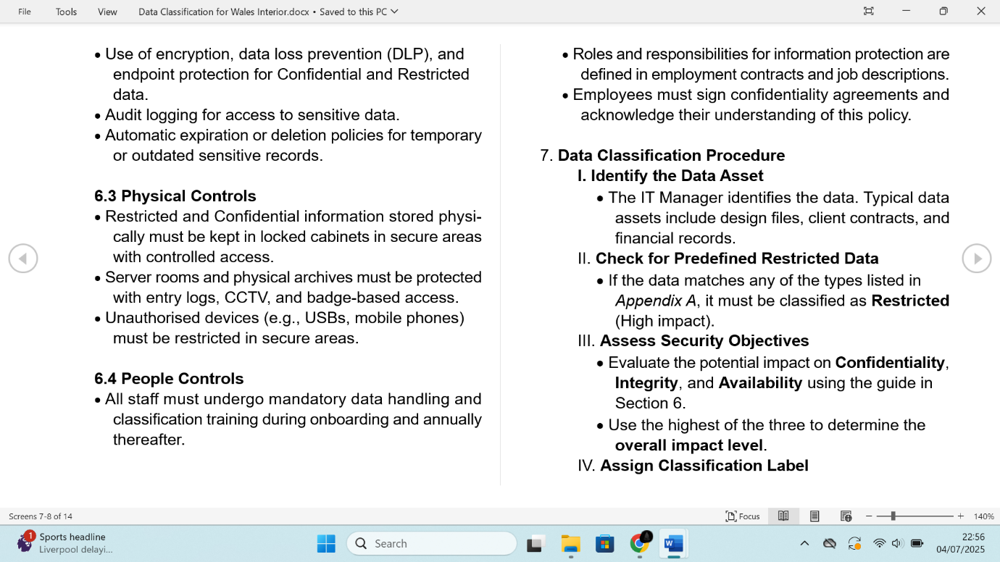 File Tools View Data Classification for Wales Interior.docx • Saved to this PC
• Use of encryption, data loss prevention (DLP), and
endpoint protection for Confidential and Restricted
data.
• Audit logging for access to sensitive data.
• Automatic expiration or deletion policies for temporary
or outdated sensitive records.
6.3 Physical Controls
• Restricted and Confidential information stored physi-
cally must be kept in locked cabinets in secure areas
with controlled access.
• Server rooms and physical archives must be protected
with entry logs, CCTV, and badge-based access.
• Unauthorised devices (e.g., USBs, mobile phones)
must be restricted in secure areas.
6.4 People Controls
• All staff must undergo mandatory data handling and
classification training during onboarding and annually
thereafter.
• Roles and responsibilities for information protection are
defined in employment contracts and job descriptions.
• Employees must sign confidentiality agreements and
acknowledge their understanding of this policy.
7. Data Classification Procedure
I. Identify the Data Asset
• The IT Manager identifies the data. Typical data
assets include design files, client contracts, and
financial records.
II. Check for Predefined Restricted Data
• If the data matches any of the types listed in
Appendix A, it must be classified as Restricted
(High impact).
III. Assess Security Objectives
• Evaluate the potential impact on Confidentiality,
Integrity, and Availability using the guide in
Section 6.
• Use the highest of the three to determine the
overall impact level.
IV. Assign Classification Label
Screens 7-8 of 14
Focus
140%
1
Sports headline
Liverpool delayi...
Search
22:56
04/07/2025